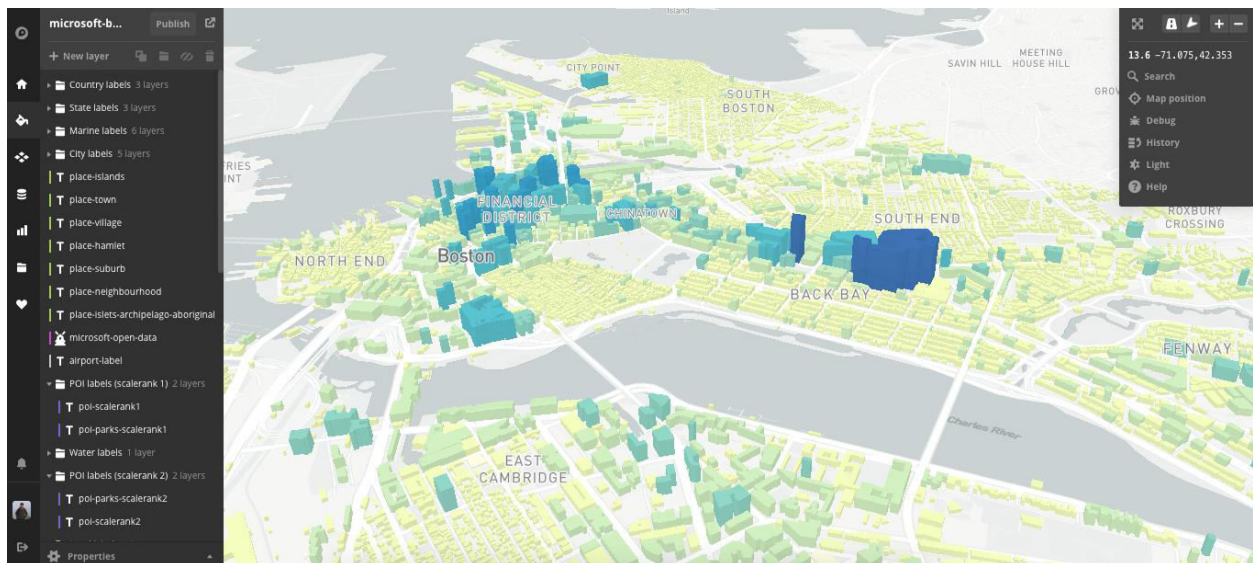 microsoft-b...
Publish
+ New layer
Country labels 3 layers
State labels 3 layers
Marine labels 6 layers
City labels 5 layers
T place-islands
T place-town
T place-village
T place-hamlet
T place-suburb
T place-neighbourhood
T place-islets-archipelago-aboriginal
microsoft-open-data
T airport-label
POI labels (scalerank 1) 2 layers
T poi-scalerank1
T poi-parks-scalerank1
Water labels 1 layer
POI labels (scalerank 2) 2 layers
T poi-parks-scalerank2
T poi-scalerank2
Properties
Island
CITY POINT
SOUTH
BOSTON
MEETING
SAVIN HILL HOUSE HILL
GROV
RIES
INT
FINANCIAL
DISTRICT
CHINATOWN
SOUTH END
ROXBURY
CROSSING
NORTH END
Boston
BACK BAY
FENWAY
Charles River
EAST
CAMBRIDGE
13.6 -71.075,42.353
Search
Map position
Debug
History
Light
? Help